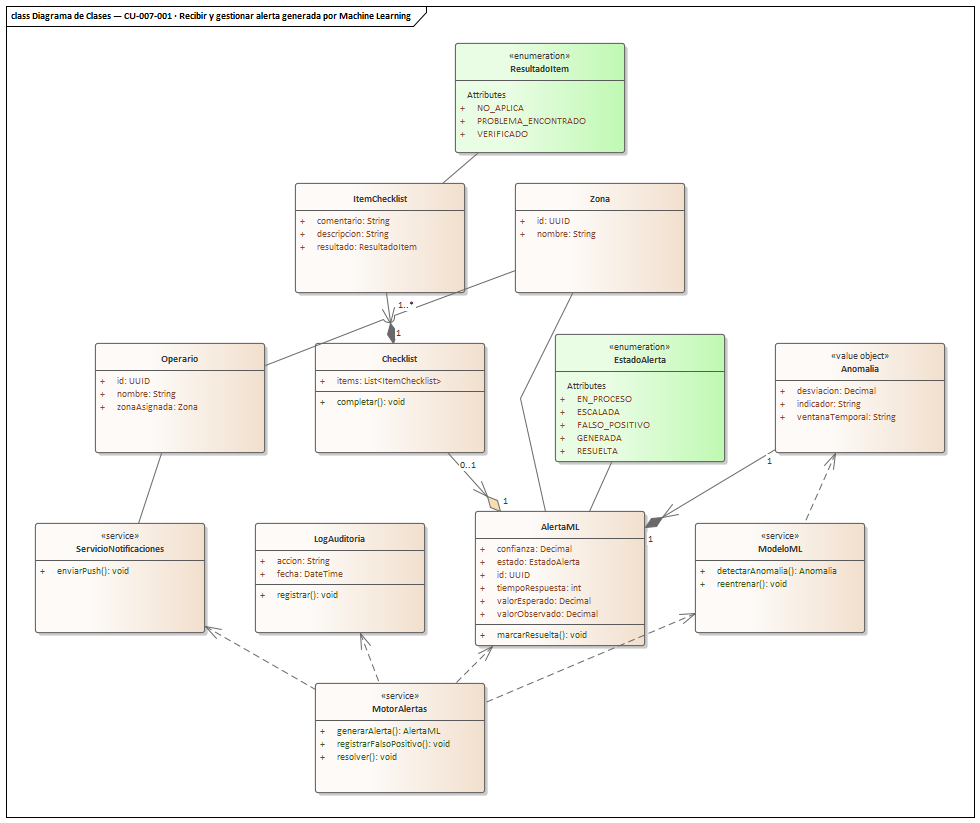 class Diagrama de Clases — CU-007-001 · Recibir y gestionar alerta generada por Machine Learning
«enumeration»
ResultadoItem
Attributes
+ NO_APLICA
+ PROBLEMA_ENCONTRADO
+ VERIFICADO
ItemChecklist
+ comentario: String
+ descripcion: String
+ resultado: ResultadoItem
Zona
+ id: UUID
+ nombre: String
1..*
1
Operario
+ id: UUID
+ nombre: String
+ zonaAsignada: Zona
Checklist
+ items: List<ItemChecklist>
+ completar(): void
«enumeration»
EstadoAlerta
Attributes
+ EN_PROCESO
+ ESCALADA
+ FALSO_POSITIVO
+ GENERADA
+ RESUELTA
«value object»
Anomalia
+ desviacion: Decimal
+ indicador: String
+ ventanaTemporal: String
0..1
1
1
1
«service»
ServicioNotificaciones
+ enviarPush(): void
LogAuditoria
+ accion: String
+ fecha: DateTime
+ registrar(): void
AlertaML
+ confianza: Decimal
+ estado: EstadoAlerta
+ id: UUID
+ tiempoRespuesta: int
+ valorEsperado: Decimal
+ valorObservado: Decimal
+ marcarResuelta(): void
«service»
ModeloML
+ detectarAnomalia(): Anomalia
+ reentrenar(): void
«service»
MotorAlertas
+ generarAlerta(): AlertaML
+ registrarFalsoPositivo(): void
+ resolver(): void